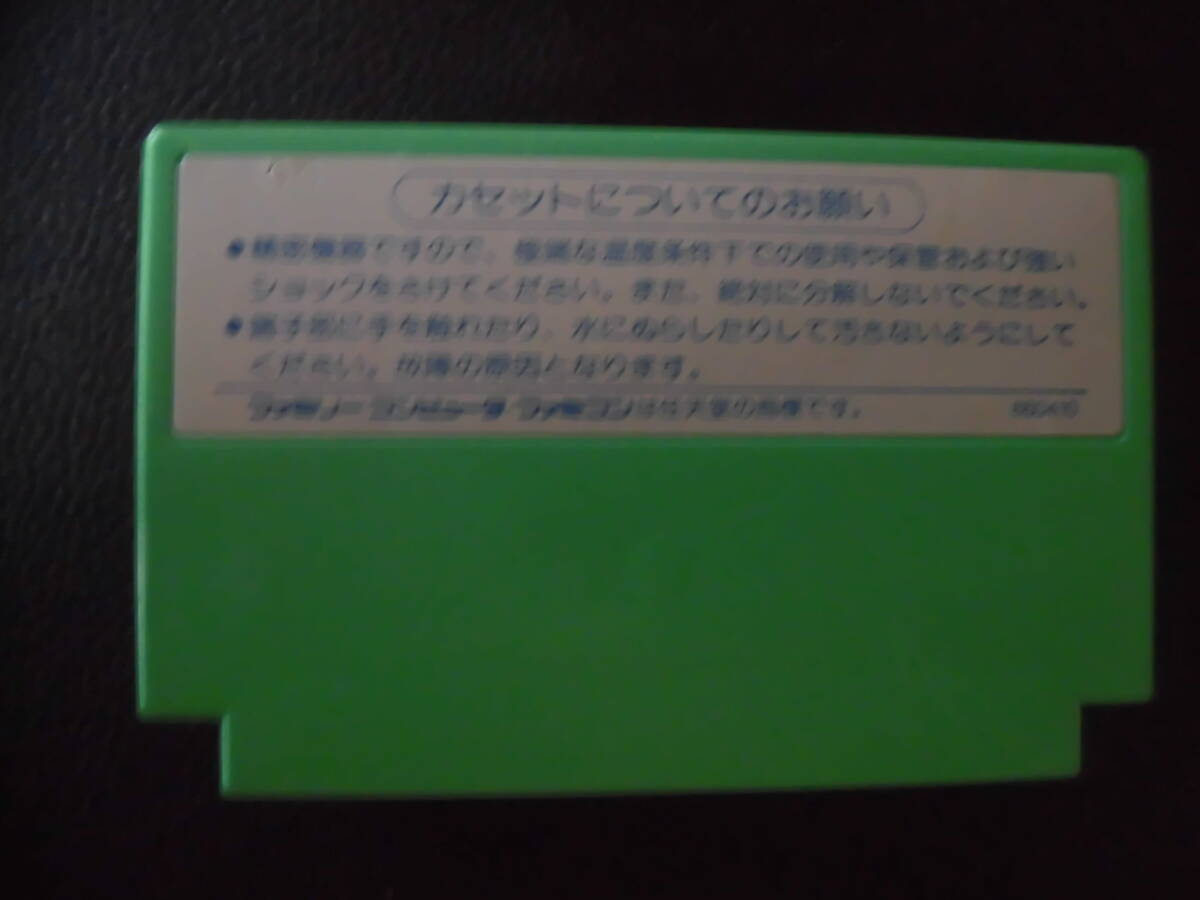 カセットについてのお願い
●精密機器ですので、極端な温度条件下での使用や保管および強い
ショックをさけてください。また、絶対に分解しないでください。
●端子部に手を触れたり、水にぬらしたりして汚さないようにして
ください。故障の原因となります。
ファミリーコンピュータ ファミコンは任天堂の商標です。